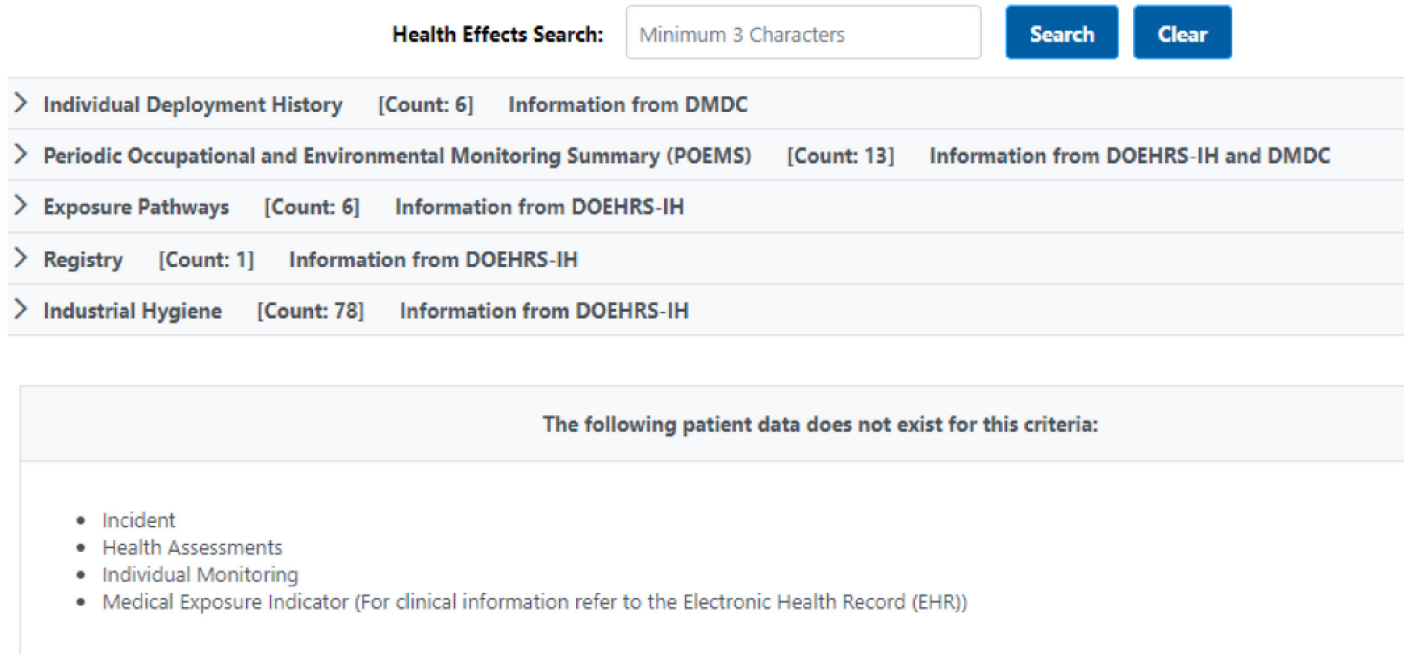 Health Effects Search: Minimum 3 Characters Search Clear
Individual Deployment History [Count: 6] Information from DMDC
Periodic Occupational and Environmental Monitoring Summary (POEMS) [Count: 13] Information from DOEHRS-IH and DMDC
Exposure Pathways [Count: 6] Information from DOEHRS-IH
Registry [Count: 1] Information from DOEHRS-IH
Industrial Hygiene [Count: 78] Information from DOEHRS-IH
The following patient data does not exist for this criteria:
• Incident
• Health Assessments
• Individual Monitoring
• Medical Exposure Indicator (For clinical information refer to the Electronic Health Record (EHR))